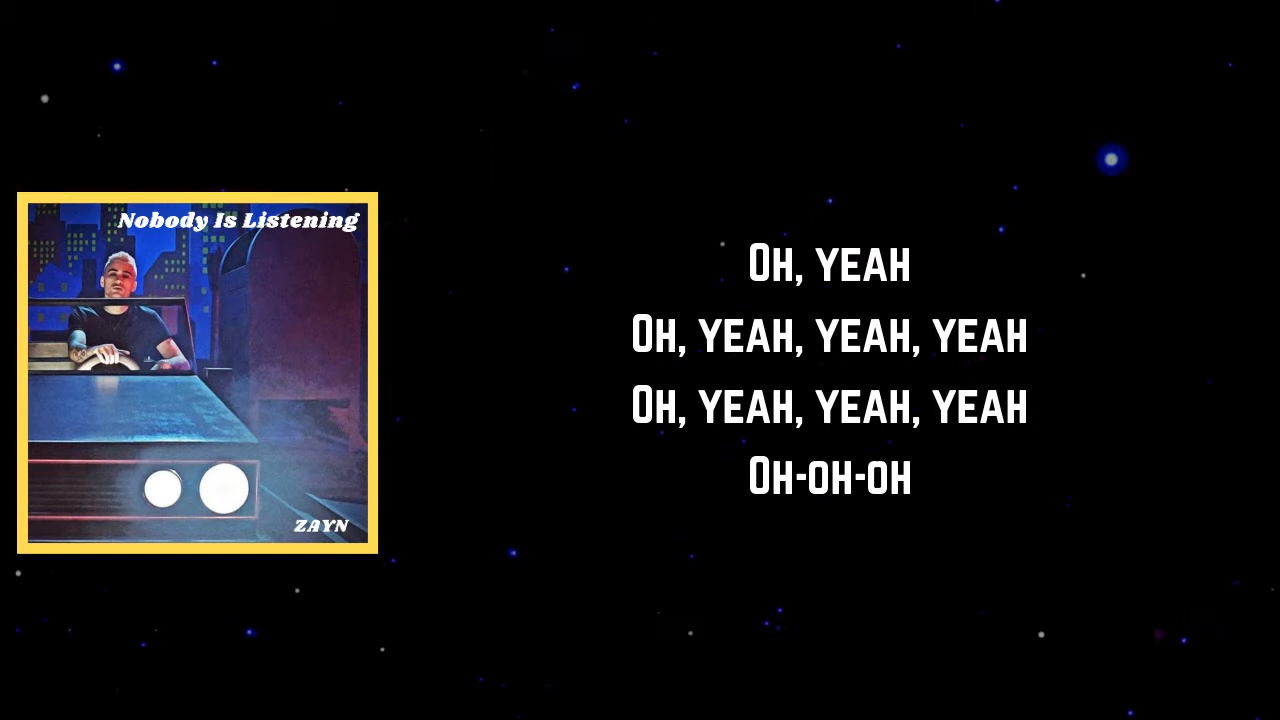 Nobody Is Listening
ZAYN
Oh, yeah
Oh, yeah, yeah, yeah
Oh, yeah, yeah, yeah
Oh-oh-oh